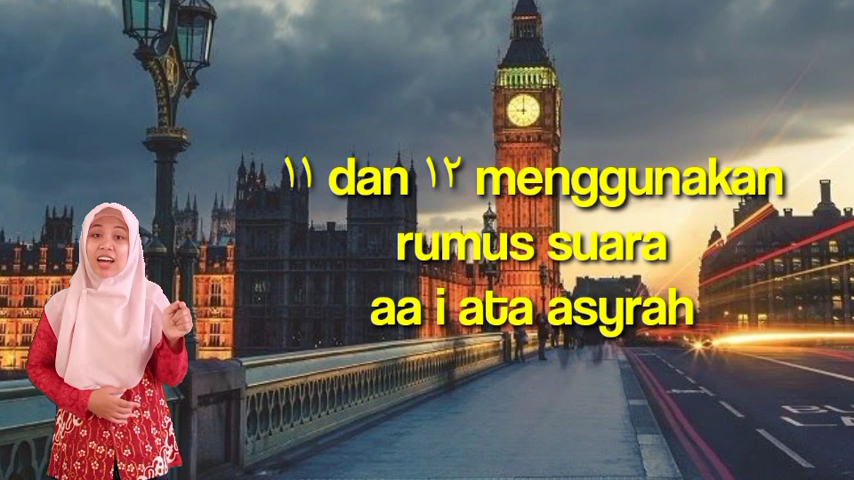 ١١ dan ١٢ menggunakan
rumus suara
aa i ata asyrah